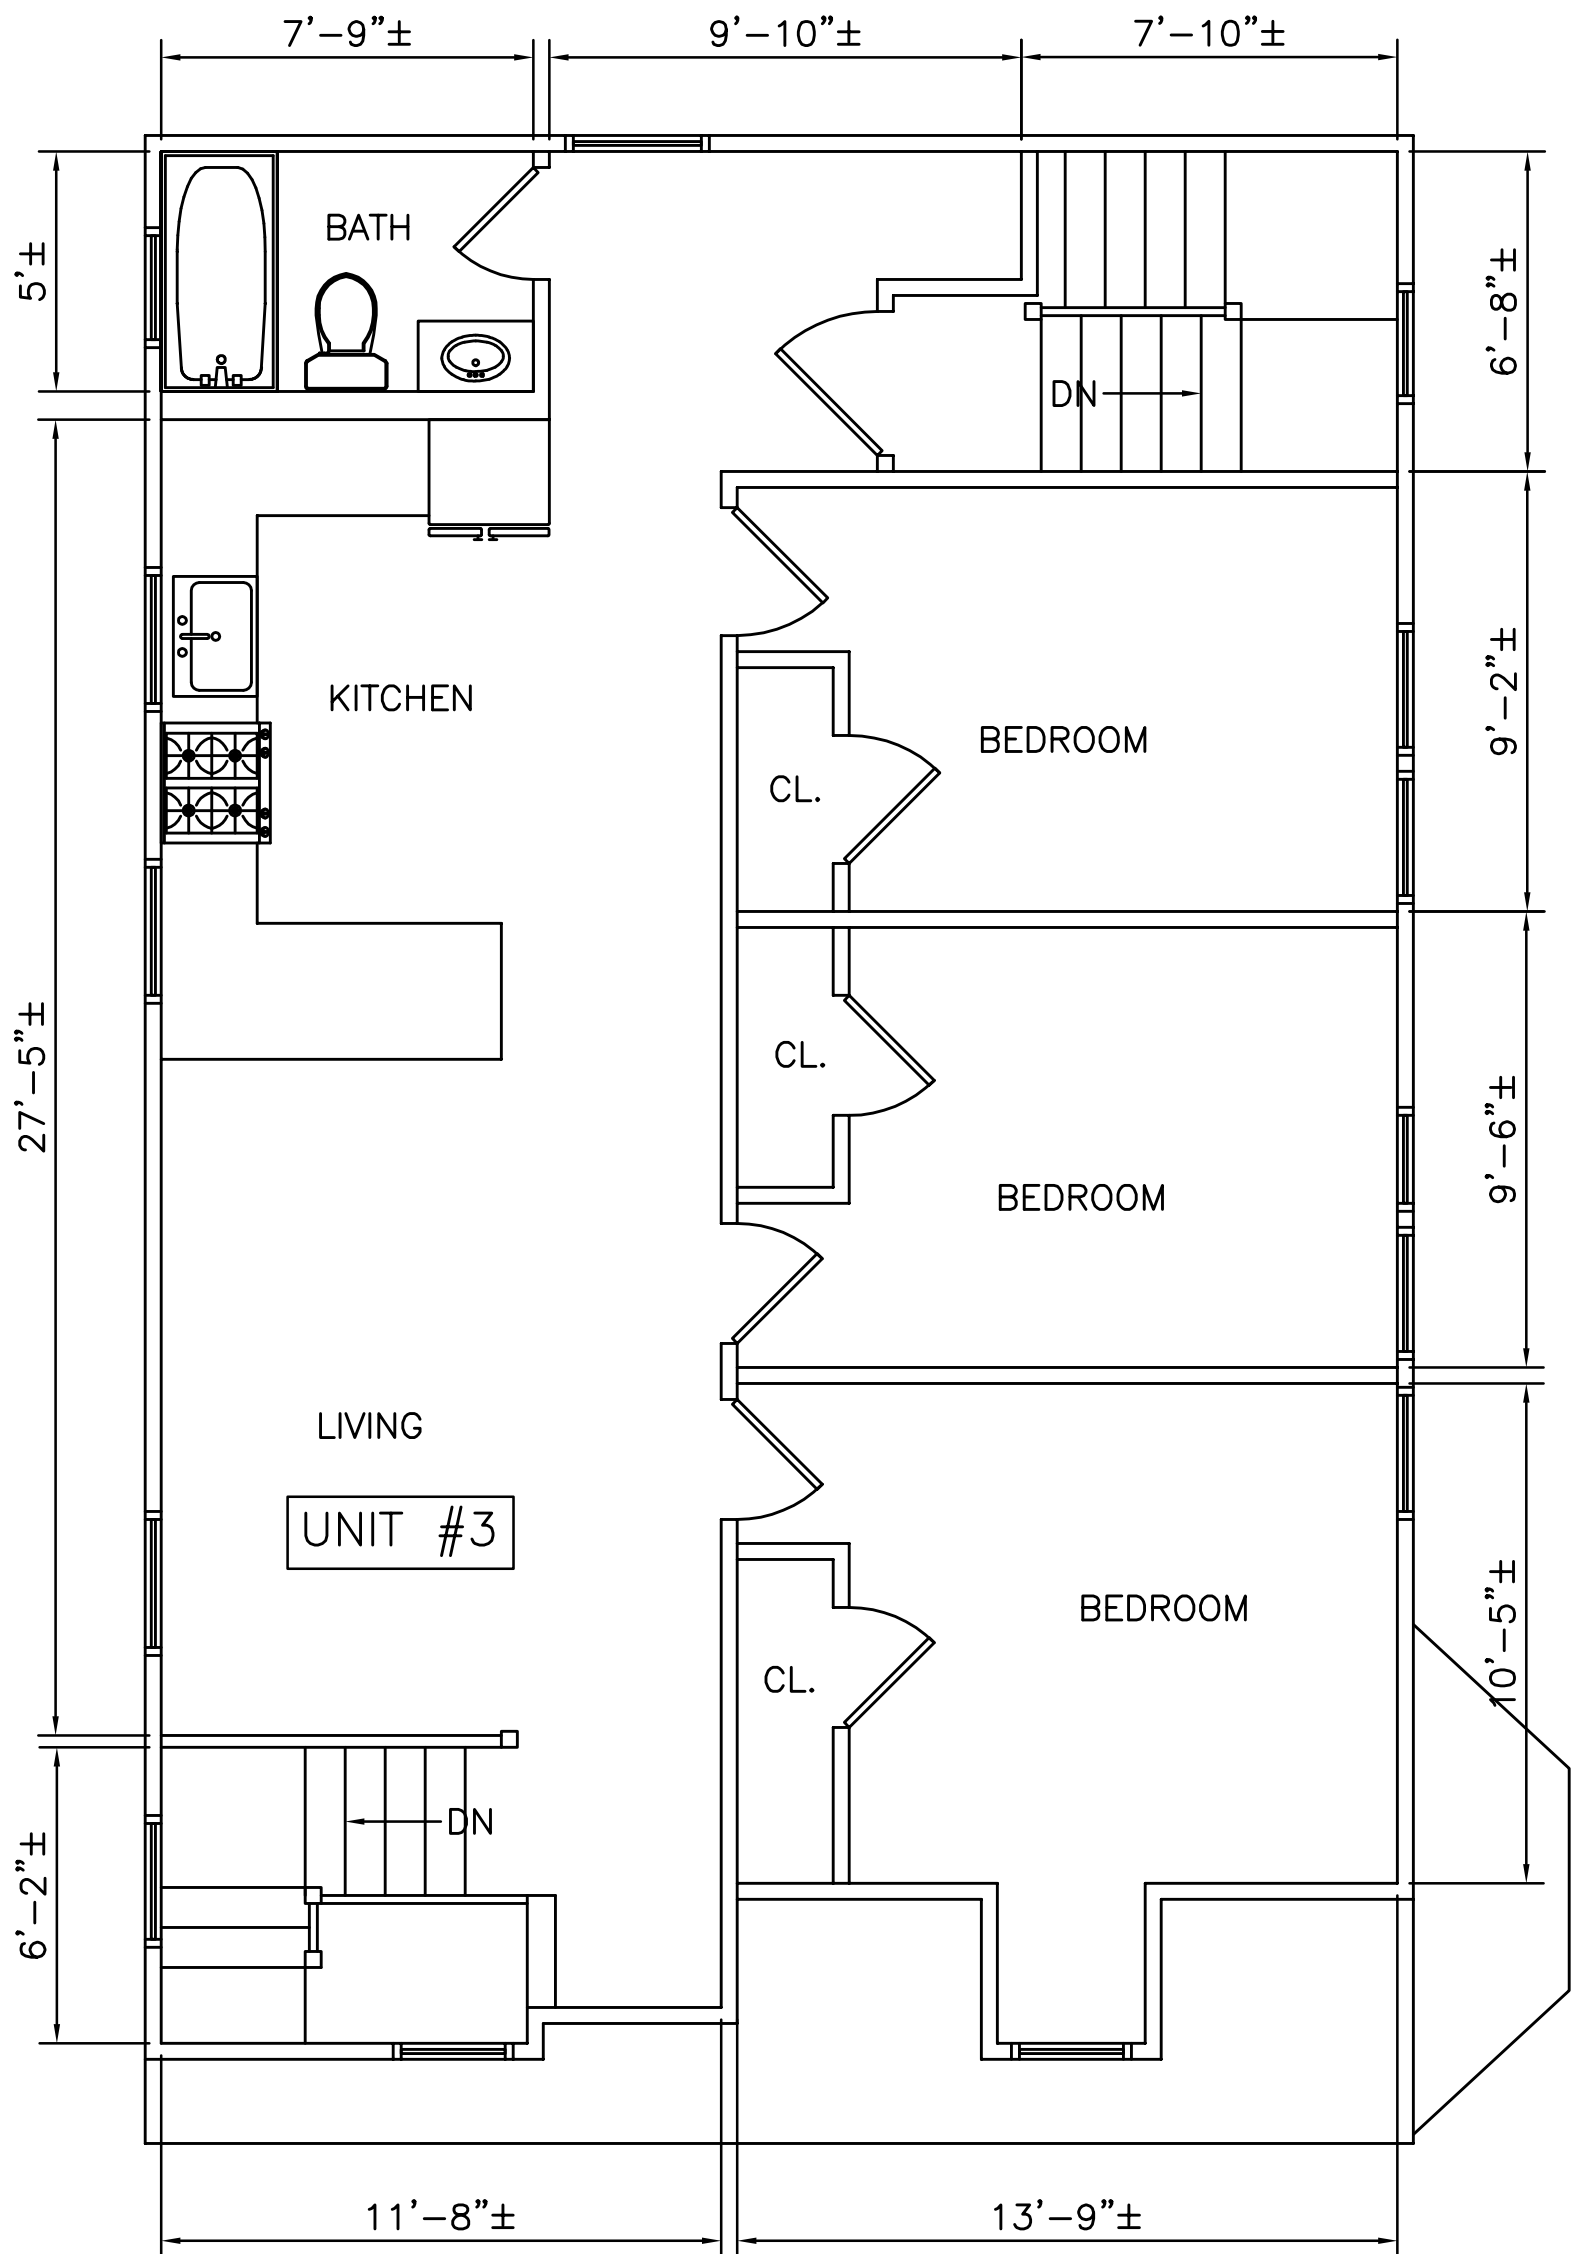 7'-9"±
9'-10"±
7'-10"±
BATH
5'±
6'-8"±
DN
KITCHEN
9'-2"±
BEDROOM
CL.
27'-5"±
CL.
9'-6"±
BEDROOM
LIVING
UNIT #3
10'-5"±
BEDROOM
CL.
DN
6'-2"±
11'-8"±
13'-9"±